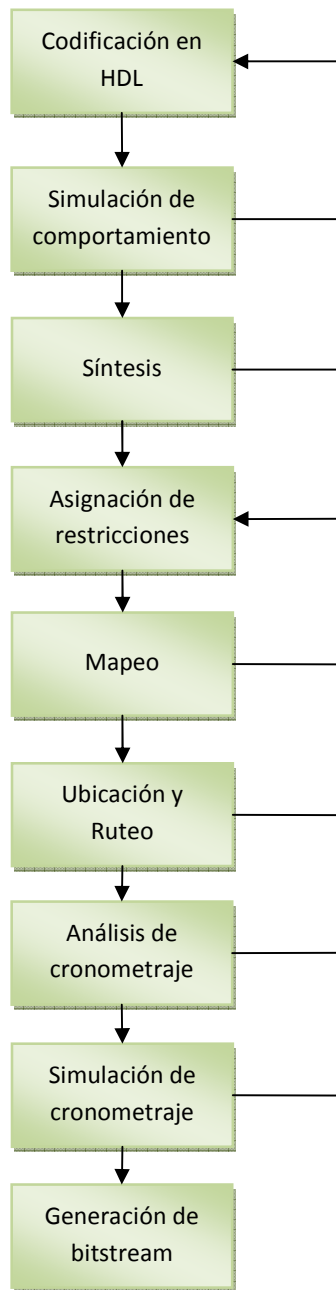 Codificación en
HDL
Simulación de
comportamiento
Síntesis
Asignación de
restricciones
Mapeo
Ubicación y
Ruteo
Análisis de
cronometraje
Simulación de
cronometraje
Generación de
bitstream